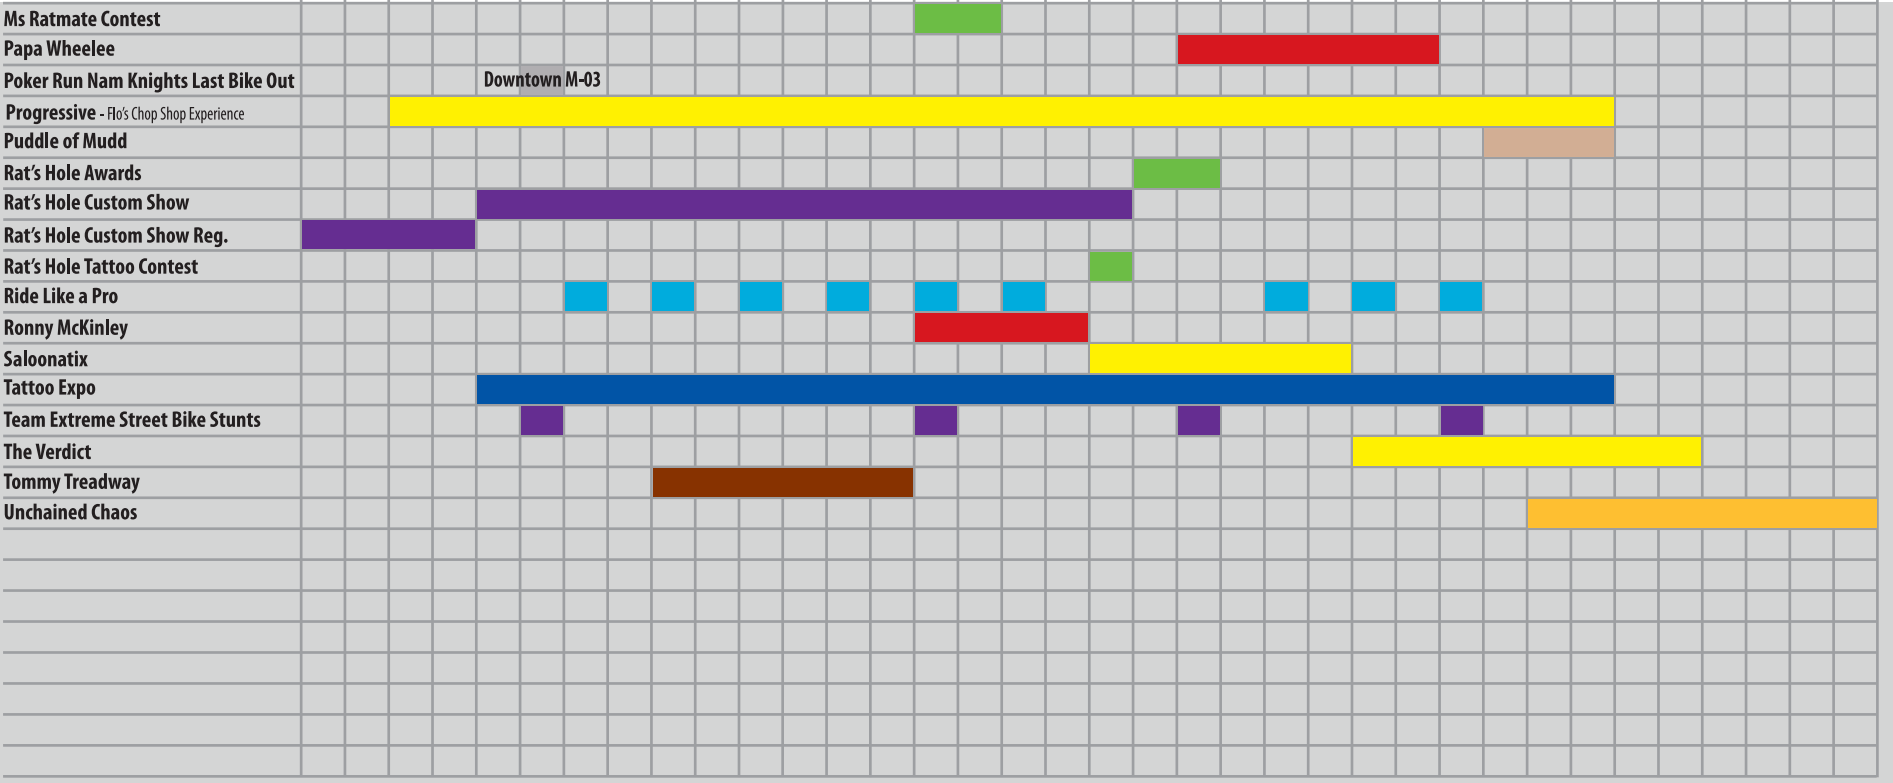 Ms Ratmate Contest
Papa Wheelee
Poker Run Nam Knights Last Bike Out Downtown M-03
Progressive - Flo's Chop Shop Experience
Puddle of Mudd
Rat's Hole Awards
Rat's Hole Custom Show
Rat's Hole Custom Show Reg.
Rat's Hole Tattoo Contest
Ride Like a Pro
Ronny McKinley
Saloonatix
Tattoo Expo
Team Extreme Street Bike Stunts
The Verdict
Tommy Treadway
Unchained Chaos